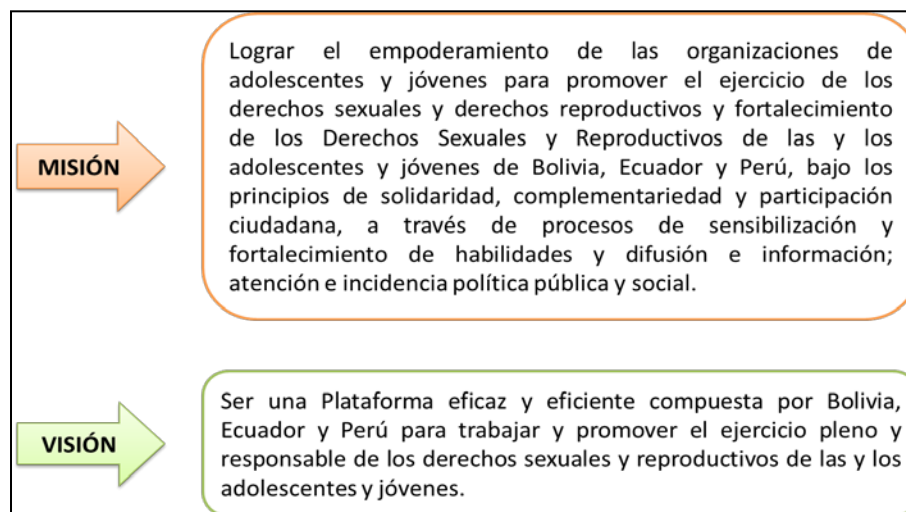 MISIÓN
Lograr el empoderamiento de las organizaciones de
adolescentes y jóvenes para promover el ejercicio de los
derechos sexuales y derechos reproductivos y fortalecimiento
de los Derechos Sexuales y Reproductivos de las y los
adolescentes y jóvenes de Bolivia, Ecuador y Perú, bajo los
principios de solidaridad, complementariedad y participación
ciudadana, a través de procesos de sensibilización y
fortalecimiento de habilidades y difusión e información;
atención e incidencia política pública y social.
VISIÓN
Ser una Plataforma eficaz y eficiente compuesta por Bolivia,
Ecuador y Perú para trabajar y promover el ejercicio pleno y
responsable de los derechos sexuales y reproductivos de las y los
adolescentes y jóvenes.